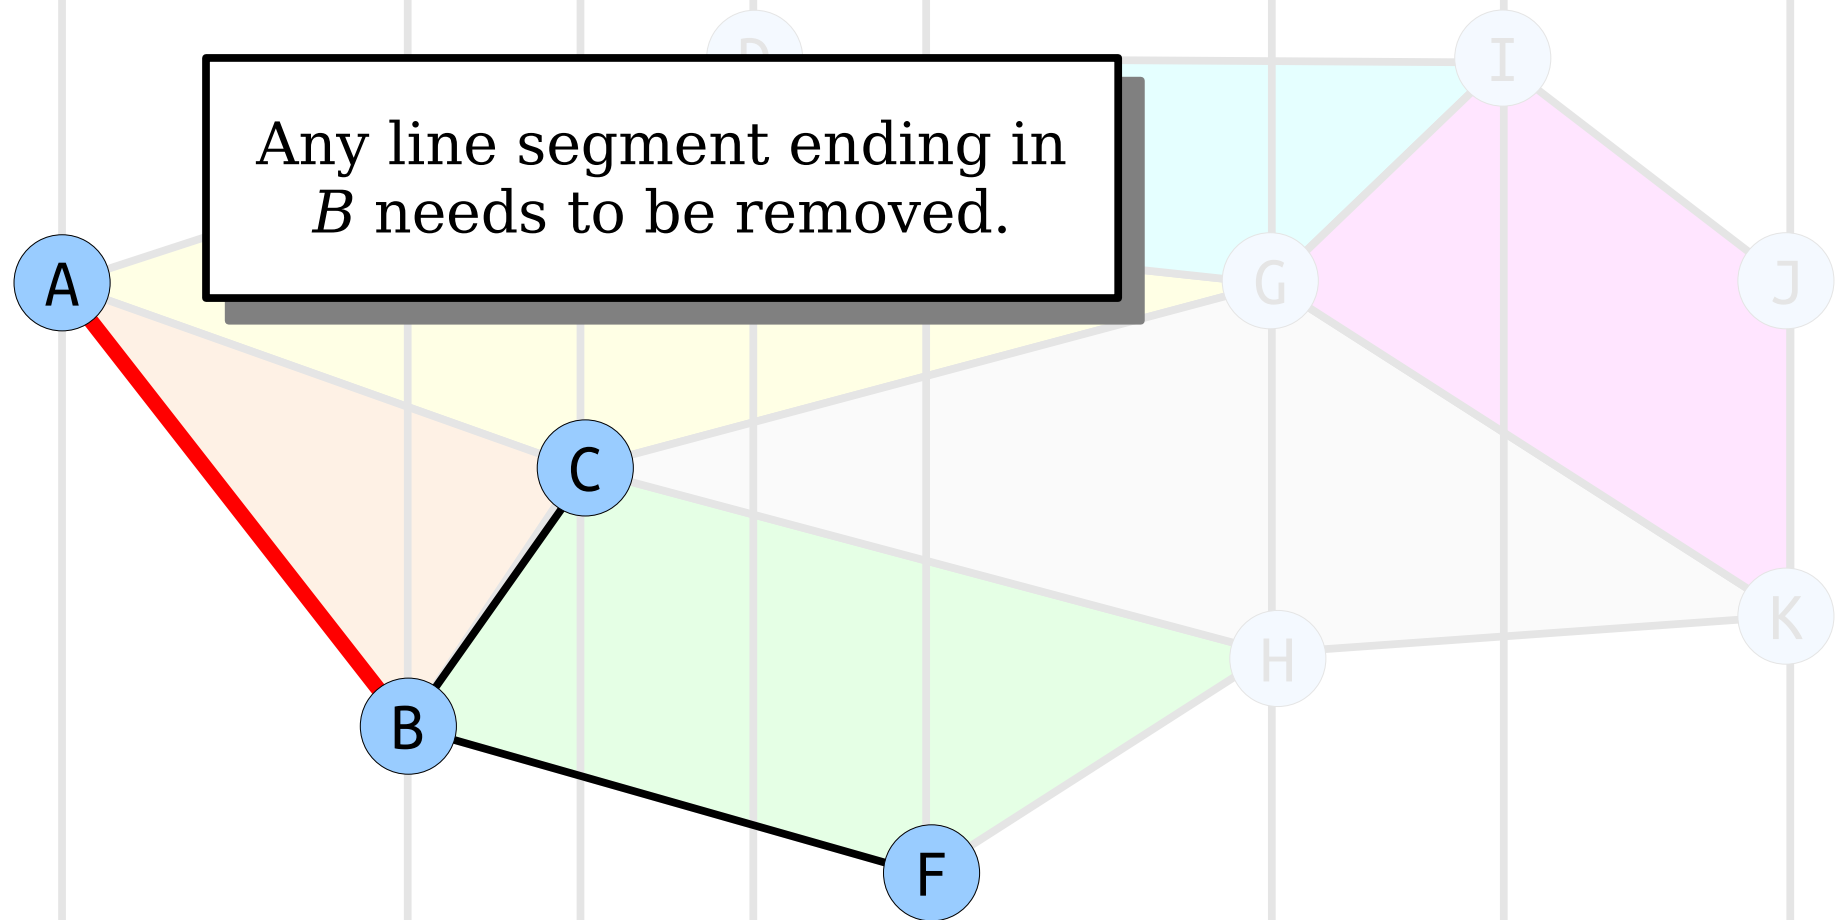 D
I
Any line segment ending in
B needs to be removed.
A
G
J
C
K
H
B
F